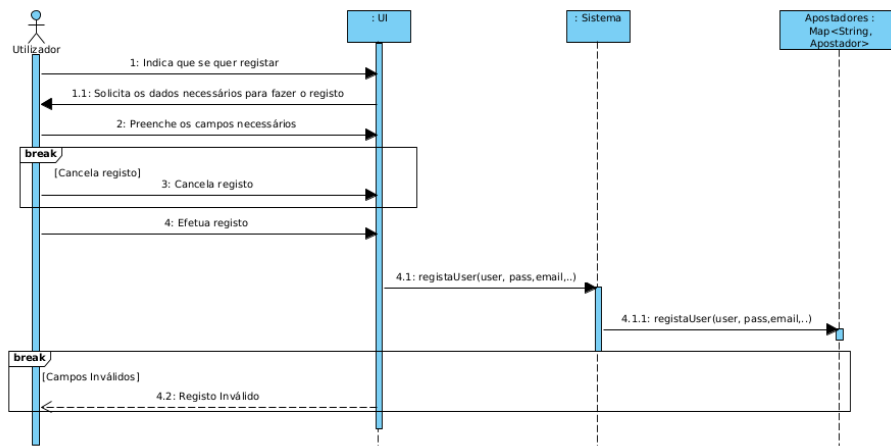 : UI
: Sistema
Apostadores :
Map<String,
Apostador>
Utilizador
1: Indica que se quer registar
1.1: Solicita os dados necessários para fazer o registo
2: Preenche os campos necessários
break
[Cancela registo]
3: Cancela registo
4: Efetua registo
4.1: registaUser(user, pass,email,..)
4.1.1: registaUser(user, pass,email,..)
break
[Campos Inválidos]
4.2: Registo Inválido